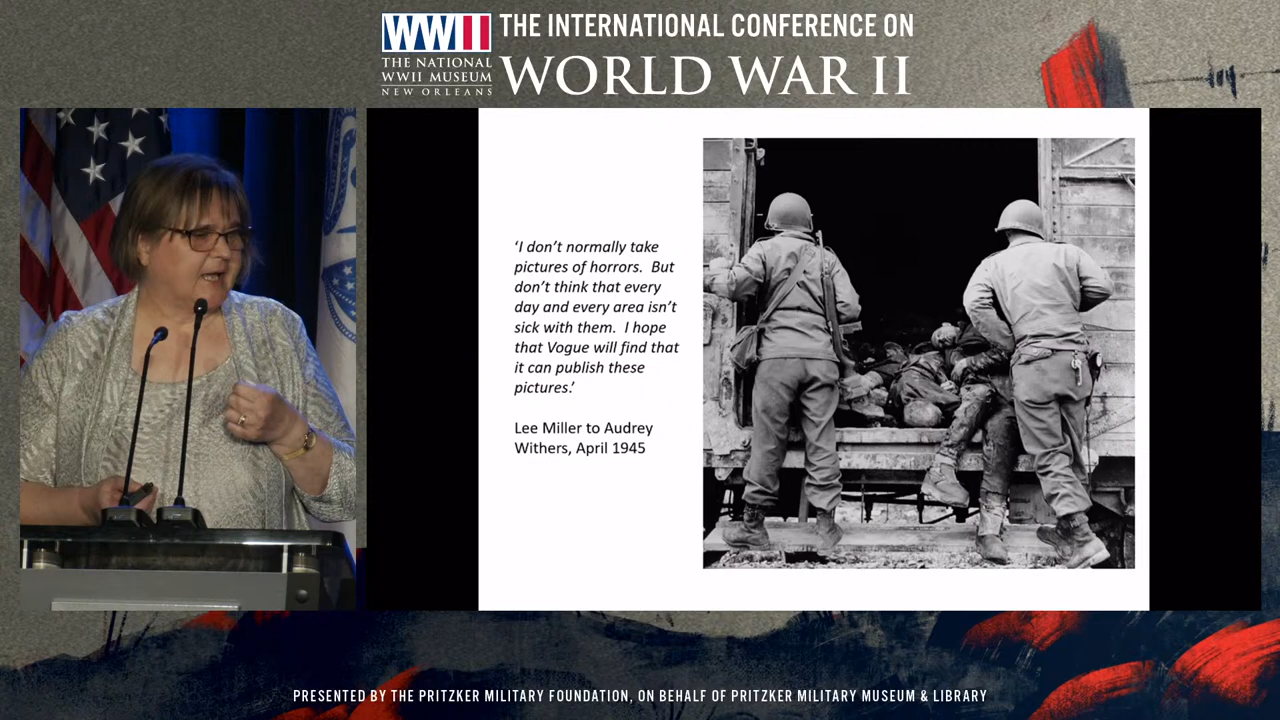 WWII
THE NATIONAL
WWII MUSEUM
NEW ORLEANS
THE INTERNATIONAL CONFERENCE ON
WORLD WAR II
‘I don’t normally take
pictures of horrors.  But
don’t think that every
day and every area isn’t
sick with them.  I hope
that Vogue will find that
it can publish these
pictures.’
Lee Miller to Audrey
Withers, April 1945
PRESENTED BY THE PRITZKER MILITARY FOUNDATION, ON BEHALF OF PRITZKER MILITARY MUSEUM & LIBRARY